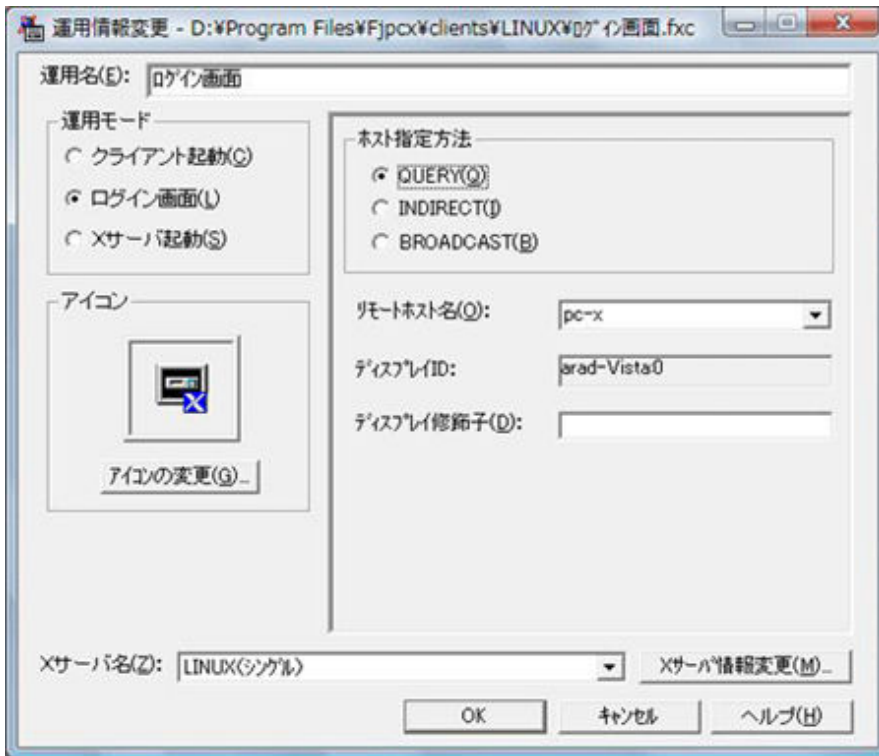 運用情報変更 - D:¥Program Files¥Fjpcx¥clients¥LINUX¥ﾛｸﾞｲﾝ画面.fxc
運用名(E): ﾛｸﾞｲﾝ画面
運用モード
クライアント起動(C)
ログイン画面(L)
Xサーバ起動(S)
アイコン
ｱｲｺﾝの変更(G)...
ﾎｽﾄ指定方法
QUERY(Q)
INDIRECT(I)
BROADCAST(B)
ﾘﾓｰﾄﾎｽﾄ名(O): pc-x
ﾃﾞｨｽﾌﾟﾚｲID: arad-Vista:0
ﾃﾞｨｽﾌﾟﾚｲ修飾子(D):
Xサーバ名(Z): LINUX(ｼﾝｸﾞﾙ) Xｻｰﾊﾞ情報変更(M)...
OK ｷｬﾝｾﾙ ヘルプ(H)